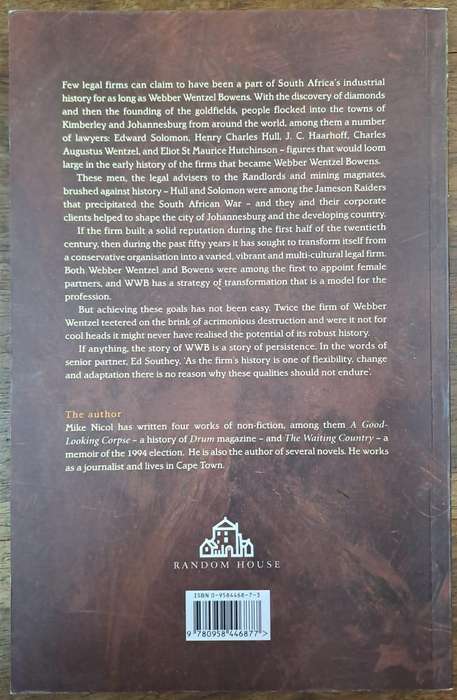 Few legal firms can claim to have been a part of South Africa's industrial
history for as long as Webber Wentzel Bowens. With the discovery of diamonds
and then the founding of the goldfields, people flocked into the towns of
Kimberley and Johannesburg from around the world, among them a number
of lawyers: Edward Solomon, Henry Charles Hull, J. C. Haarhoff, Charles
Augustus Wentzel, and Eliot St Maurice Hutchinson – figures that would loom
large in the early history of the firms that became Webber Wentzel Bowens.
These men, the legal advisers to the Randlords and mining magnates,
brushed against history – Hull and Solomon were among the Jameson Raiders
that precipitated the South African War – and they and their corporate
clients helped to shape the city of Johannesburg and the developing country.
If the firm built a solid reputation during the first half of the twentieth
century, then during the past fifty years it has sought to transform itself from
a conservative organisation into a varied, vibrant and multi-cultural legal firm.
Both Webber Wentzel and Bowens were among the first to appoint female
partners, and WWB has a strategy of transformation that is a model for the
profession.
But achieving these goals has not been easy. Twice the firm of Webber
Wentzel teetered on the brink of acrimonious destruction and were it not for
cool heads it might never have realised the potential of its robust history.
If anything, the story of WWB is a story of persistence. In the words of
senior partner, Ed Southey, 'As the firm's history is one of flexibility, change
and adaptation there is no reason why these qualities should not endure'.
The author
Mike Nicol has written four works of non-fiction, among them A Good-
Looking Corpse – a history of Drum magazine – and The Waiting Country – a
memoir of the 1994 election. He is also the author of several novels. He works
as a journalist and lives in Cape Town.
RANDOM HOUSE
ISBN 0-9584468-7-3
9 780958 446877 >